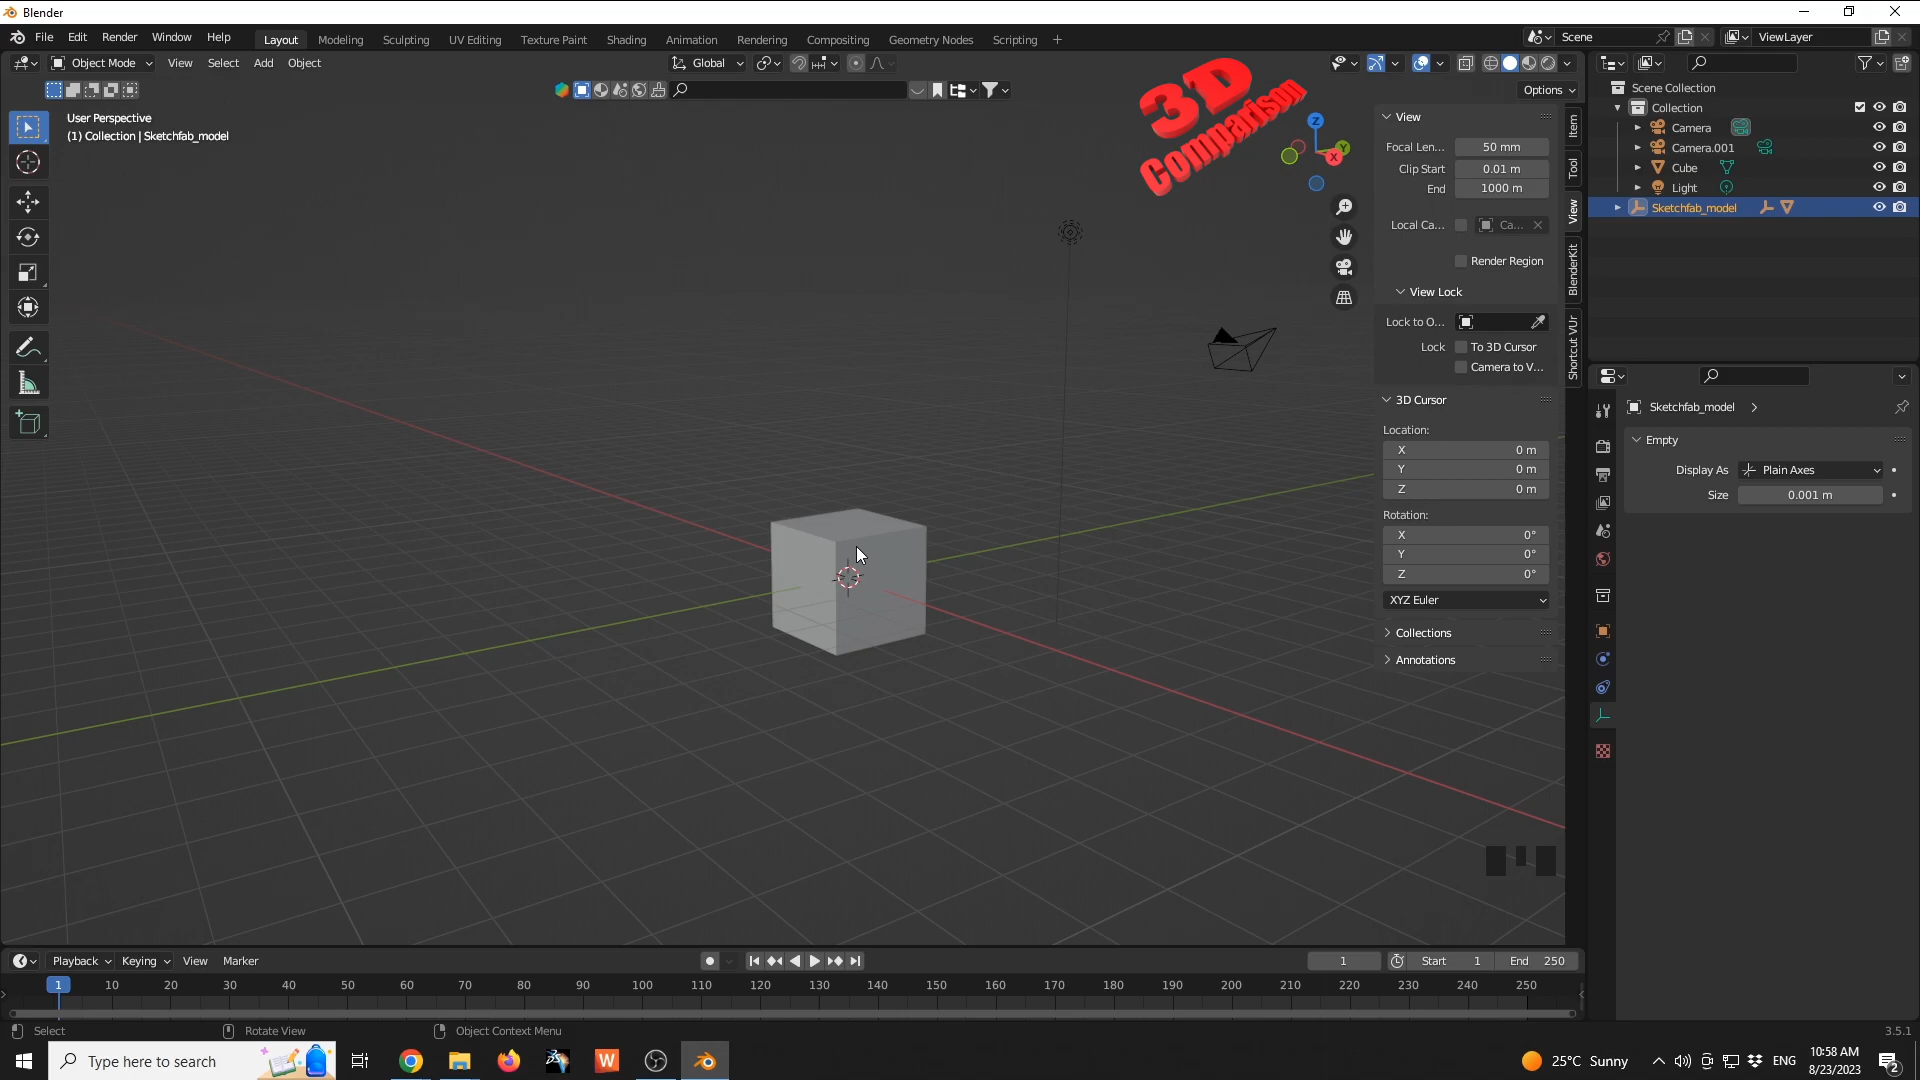 Blender
File Edit Render Window Help
Layout Modeling Sculpting UV Editing Texture Paint Shading Animation Rendering Compositing Geometry Nodes Scripting +
Scene
ViewLayer
Object Mode View Select Add Object
Global
Options
User Perspective
(1) Collection | Sketchfab_model
3D
Comparison
Z
Y
X
View
Focal Len... 50 mm
Clip Start 0.01 m
End 1000 m
Local Ca... Ca...
Render Region
View Lock
Lock to O...
Lock To 3D Cursor
Camera to V...
3D Cursor
Location:
X 0 m
Y 0 m
Z 0 m
Rotation:
X 0°
Y 0°
Z 0°
XYZ Euler
Collections
Annotations
Item
Tool
View
BlenderKit
Shortcut VUr
Scene Collection
Collection
Camera
Camera.001
Cube
Light
Sketchfab_model
Sketchfab_model
Empty
Display As Plain Axes
Size 0.001 m
Playback Keying View Marker
1 Start 1 End 250
1 10 20 30 40 50 60 70 80 90 100 110 120 130 140 150 160 170 180 190 200 210 220 230 240 250
Select Rotate View Object Context Menu
3.5.1
Type here to search
W
25°C Sunny
ENG
10:58 AM
8/23/2023
2